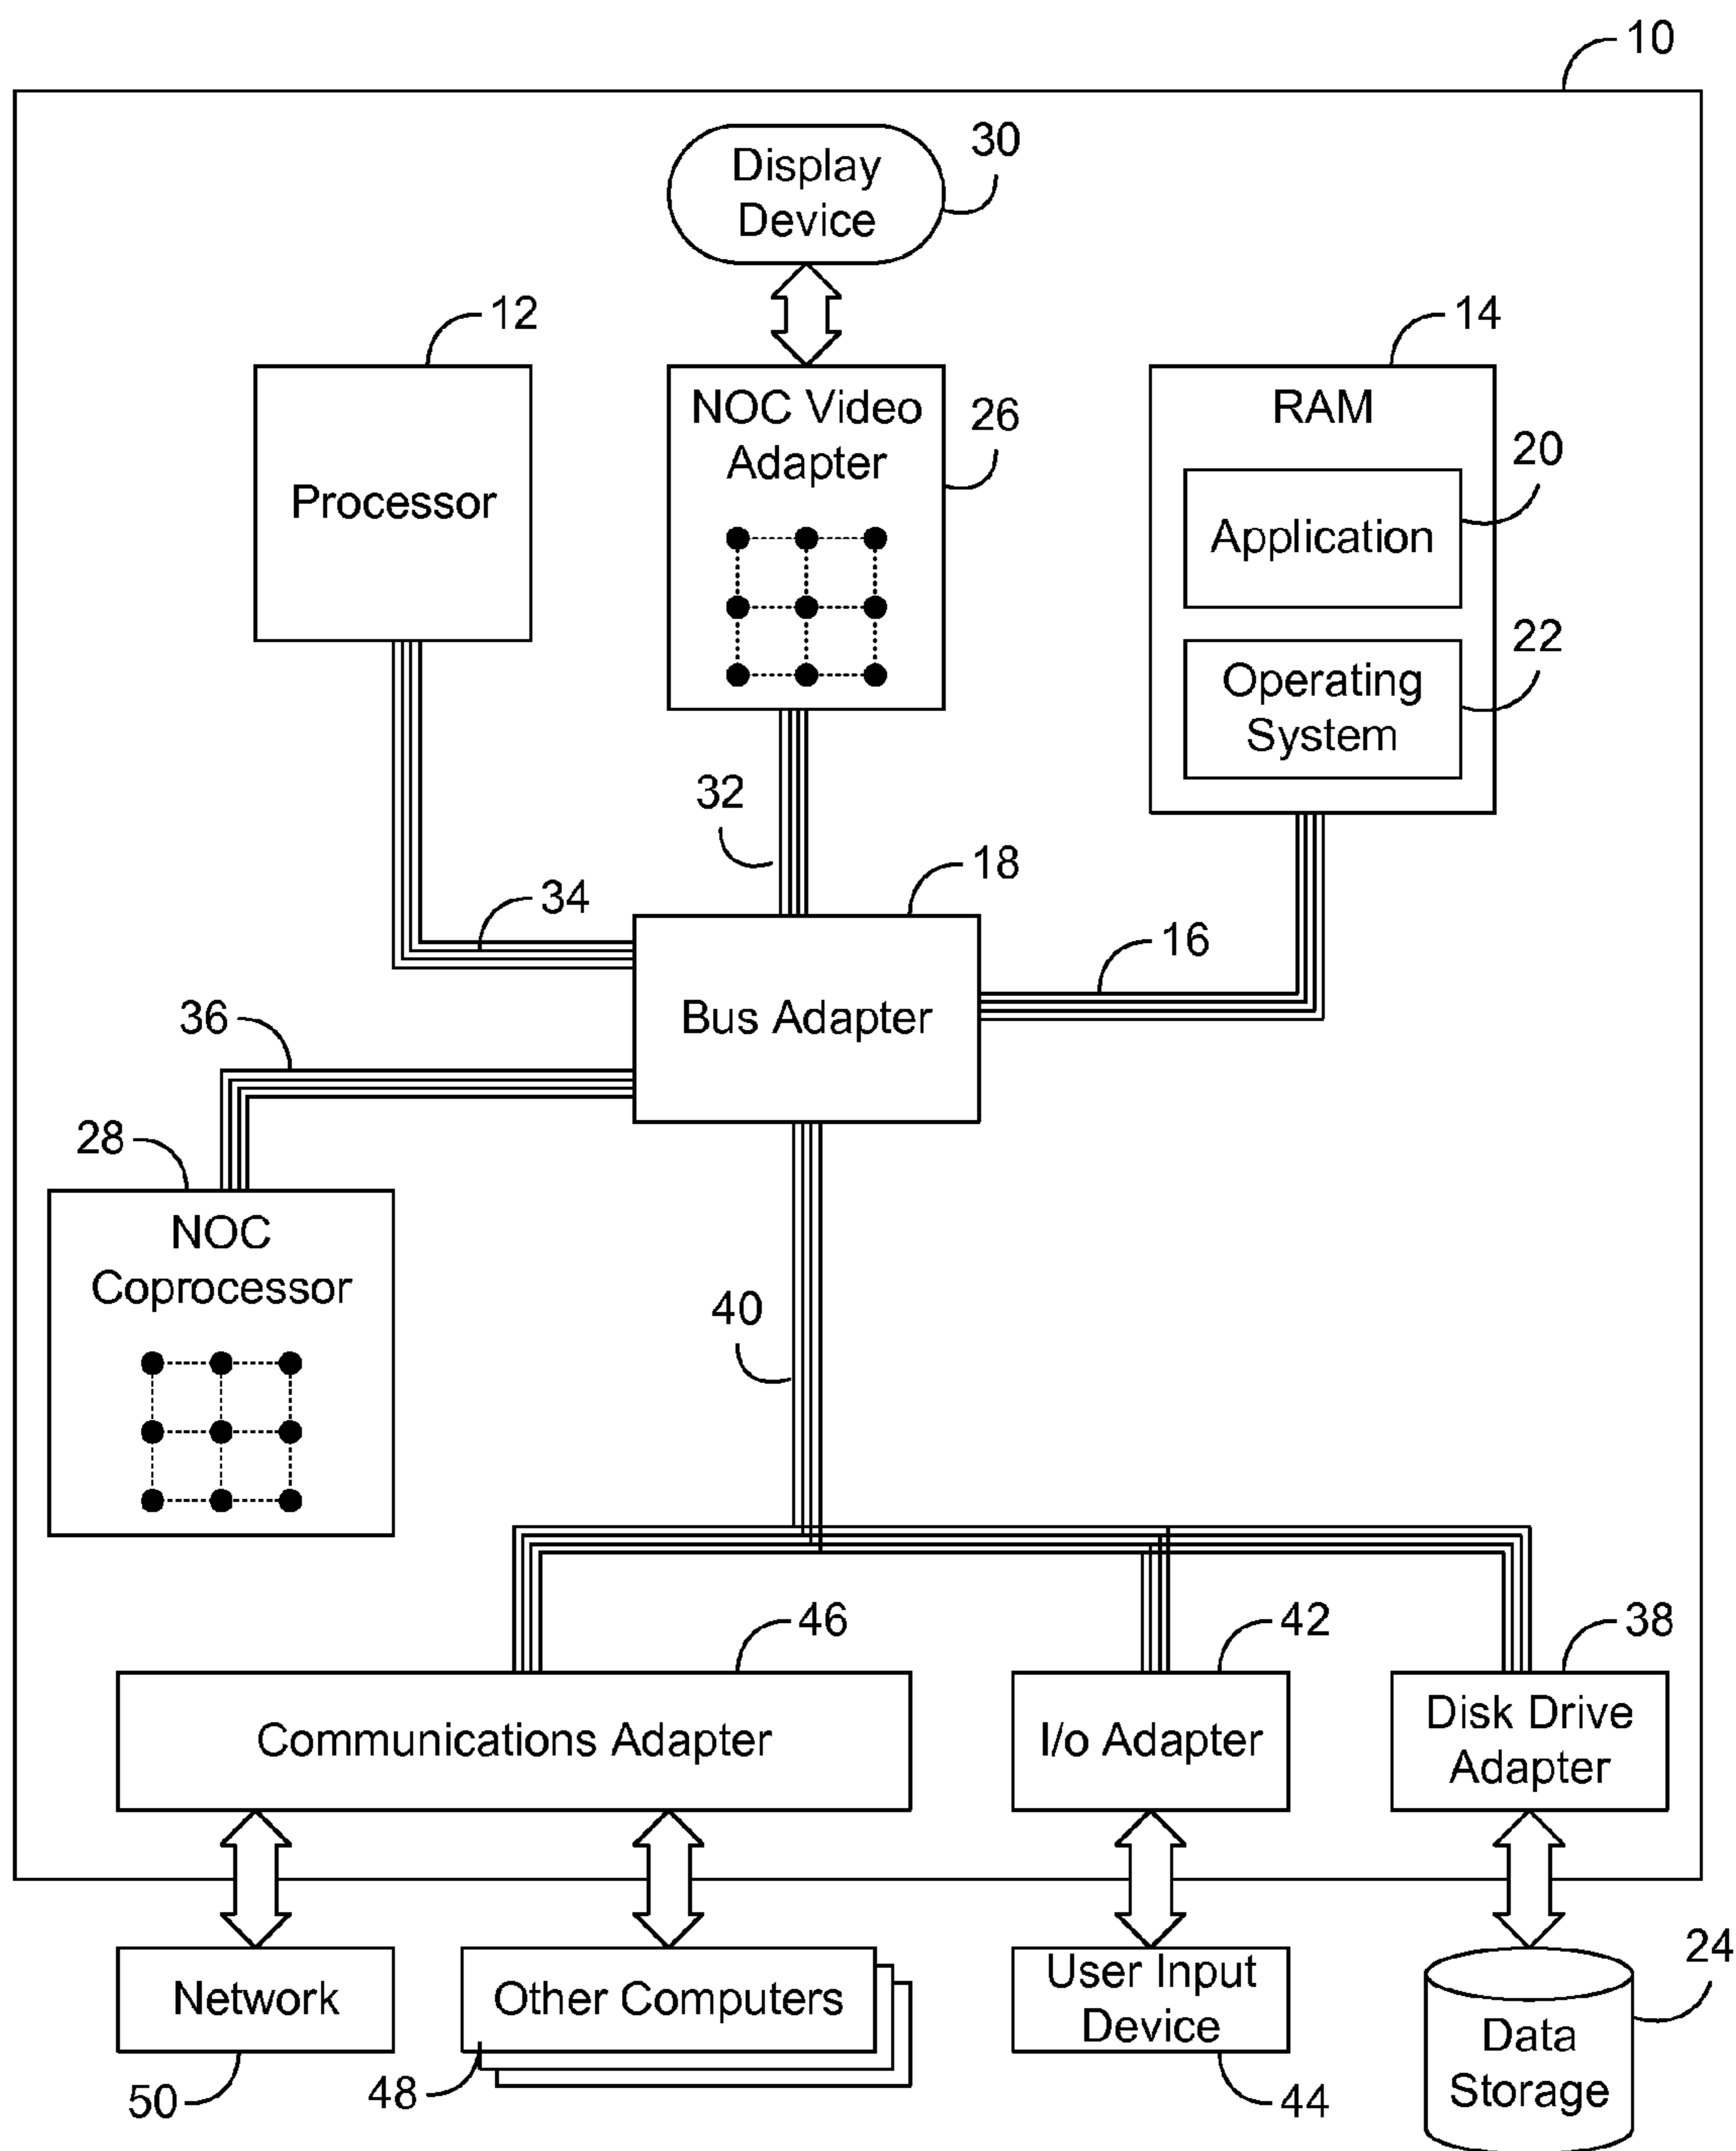 10
Display
Device
30
12
14
NOC Video
Adapter
26
RAM
20
Processor
Application
22
Operating
System
32
18
34
16
36
Bus Adapter
28
NOC
Coprocessor
40
46
42
38
Communications Adapter
I/o Adapter
Disk Drive
Adapter
Network
Other Computers
User Input
Device
24
Data
Storage
50
48
44